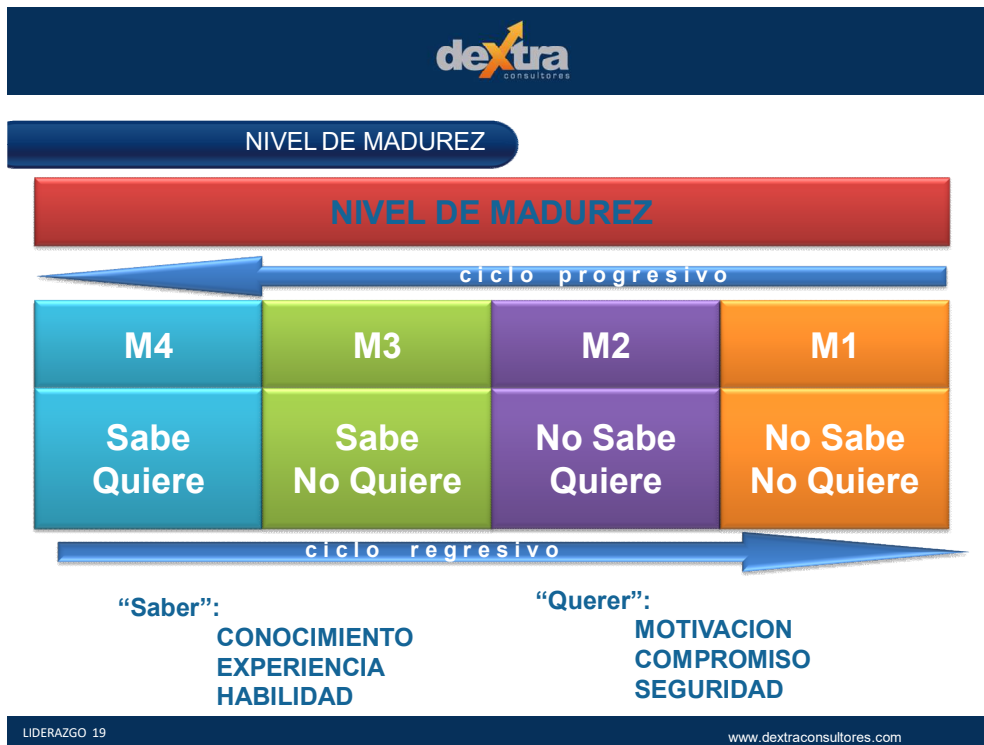 dextra
consultores
NIVEL DE MADUREZ
NIVEL DE MADUREZ
ciclo progresivo
M4 M3 M2 M1
Sabe Sabe No Sabe No Sabe
Quiere No Quiere Quiere No Quiere
ciclo regresivo
“Saber”:
CONOCIMIENTO
EXPERIENCIA
HABILIDAD
“Querer”:
MOTIVACION
COMPROMISO
SEGURIDAD
LIDERAZGO 19
www.dextraconsultores.com